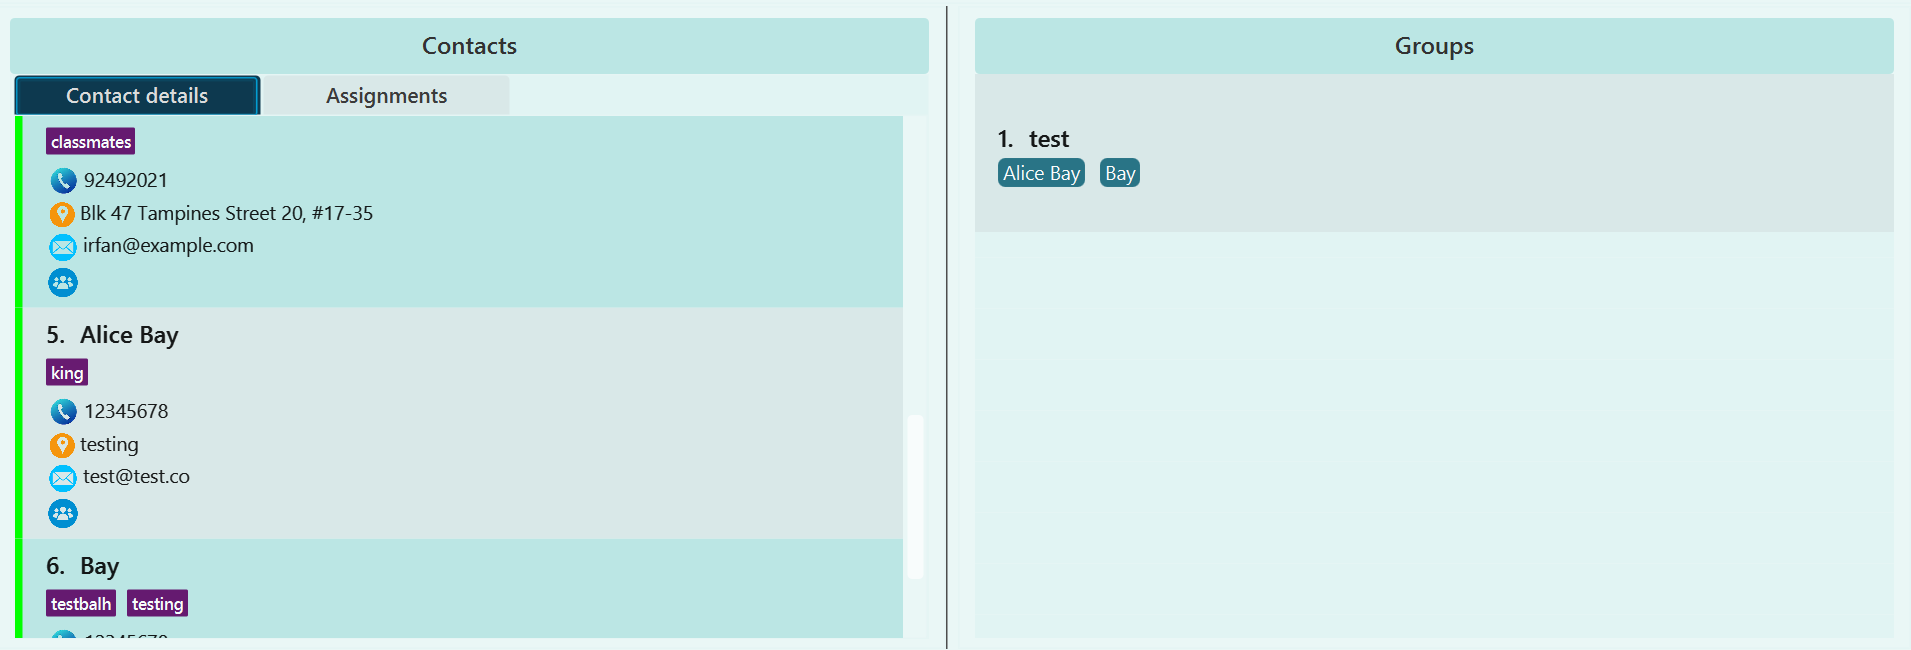 Contacts
Contact details Assignments
classmates
92492021
Blk 47 Tampines Street 20, #17-35
irfan@example.com
5. Alice Bay
king
12345678
testing
test@test.co
6. Bay
testbalh testing
Groups
1. test
Alice Bay Bay